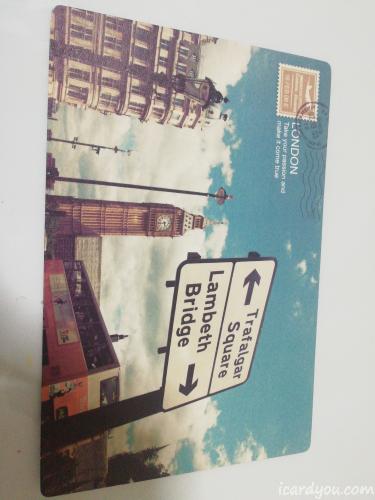 LONDON
Take your passion and
make it come true
Trafalgar
Square
Lambeth
Bridge
icardyou.com